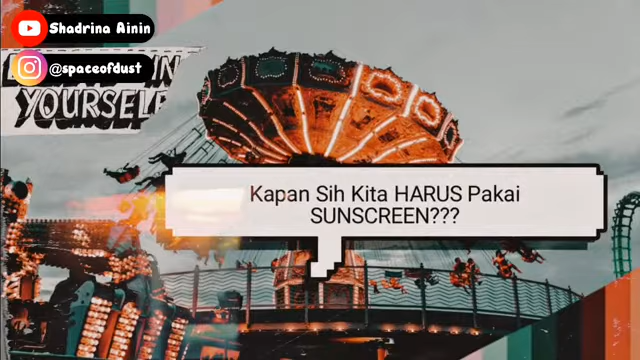 Shadrina Ainin
@spaceofdust
YOURSELF
Kapan Sih Kita HARUS Pakai
SUNSCREEN???